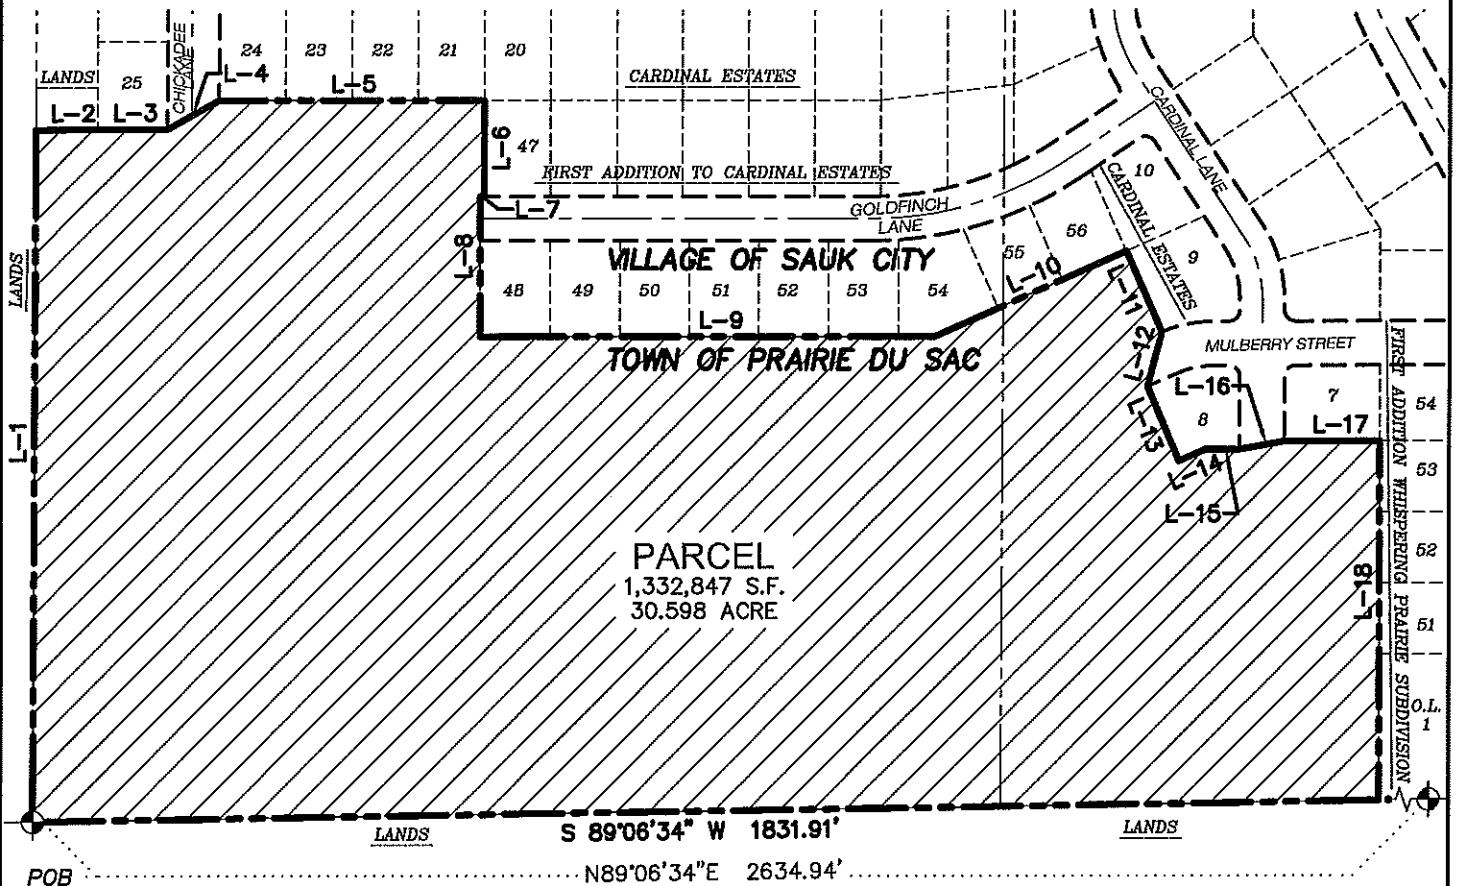 CHICKADEE
LANE
24
23
22
21
20
LANDS
25
L-4
L-5
CARDINAL ESTATES
L-2
L-3
L-6
47
FIRST ADDITION TO CARDINAL ESTATES
L-7
GOLDFINCH
LANE
CARDINAL LANE
10
CARDINAL ESTATES
9
56
55
L-10
L-11
L-8
VILLAGE OF SAUK CITY
LANDS
48
49
50
51
52
53
54
L-9
TOWN OF PRAIRIE DU SAC
L-12
MULBERRY STREET
L-16
7
8
L-17
L-13
L-14
L-15
L-1
FIRST ADDITION WHISPERING PRAIRIE SUBDIVISION
54
53
52
51
O.L.
1
L-18
PARCEL
1,332,847 S.F.
30.598 ACRE
LANDS
S 89°06'34" W 1831.91'
LANDS
POB
N89°06'34"E 2634.94'